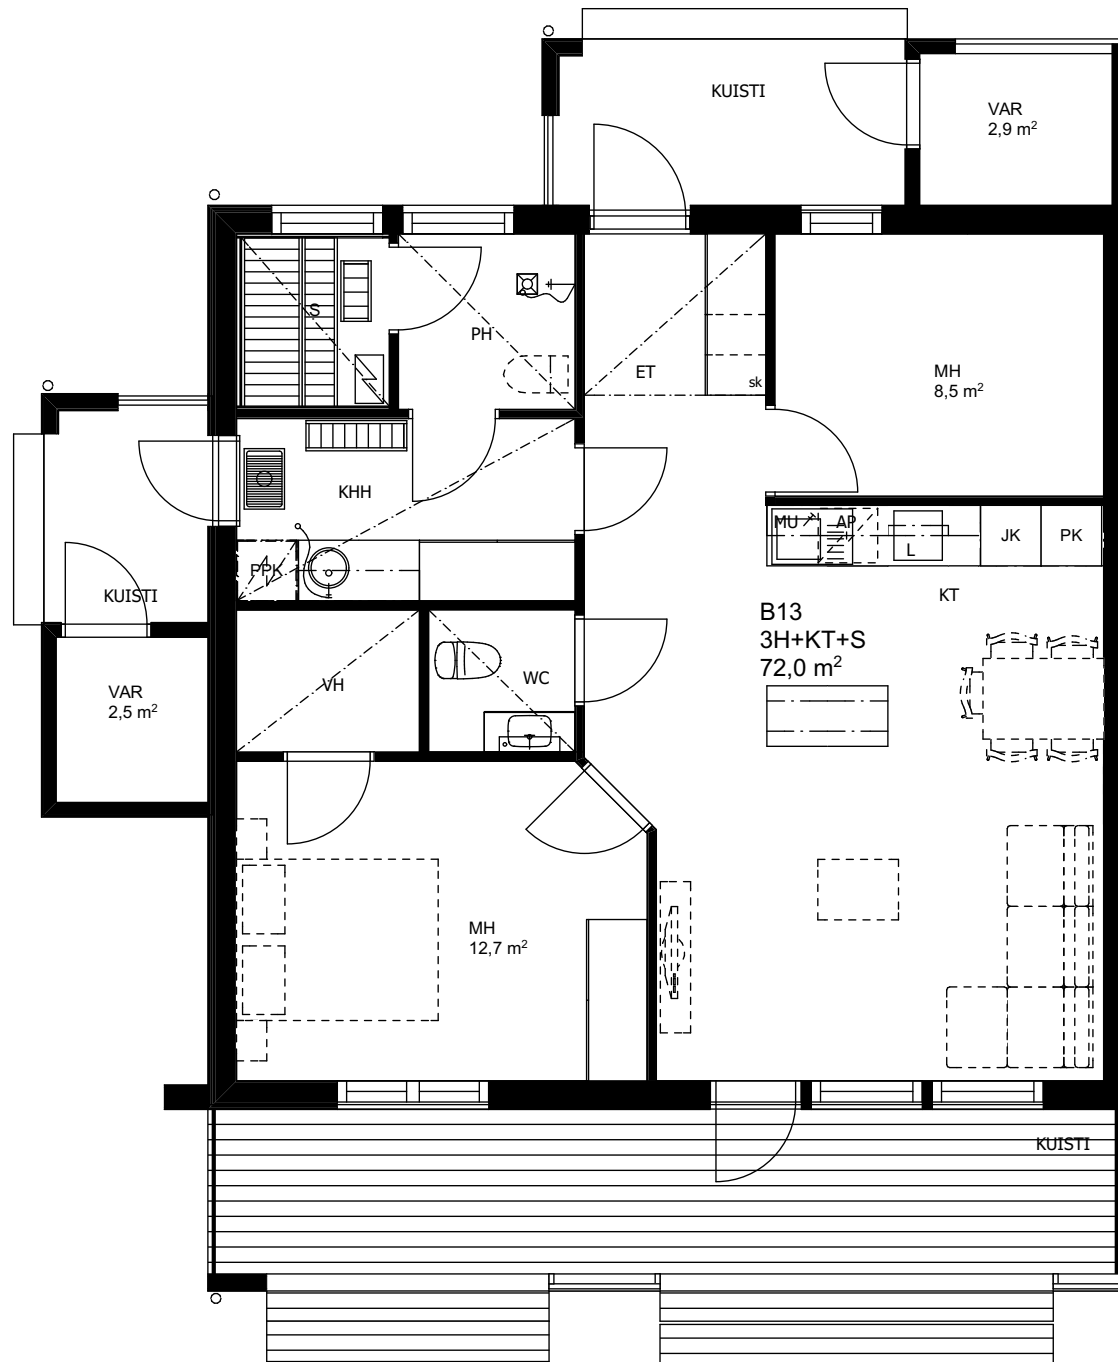 KUISTI
VAR
2,9 m²
S
PH
ET
sk
MH
8,5 m²
KHH
MU
AP
L
JK
PK
PPK
KUISTI
KT
B13
3H+KT+S
72,0 m²
VAR
2,5 m²
VH
WC
MH
12,7 m²
KUISTI